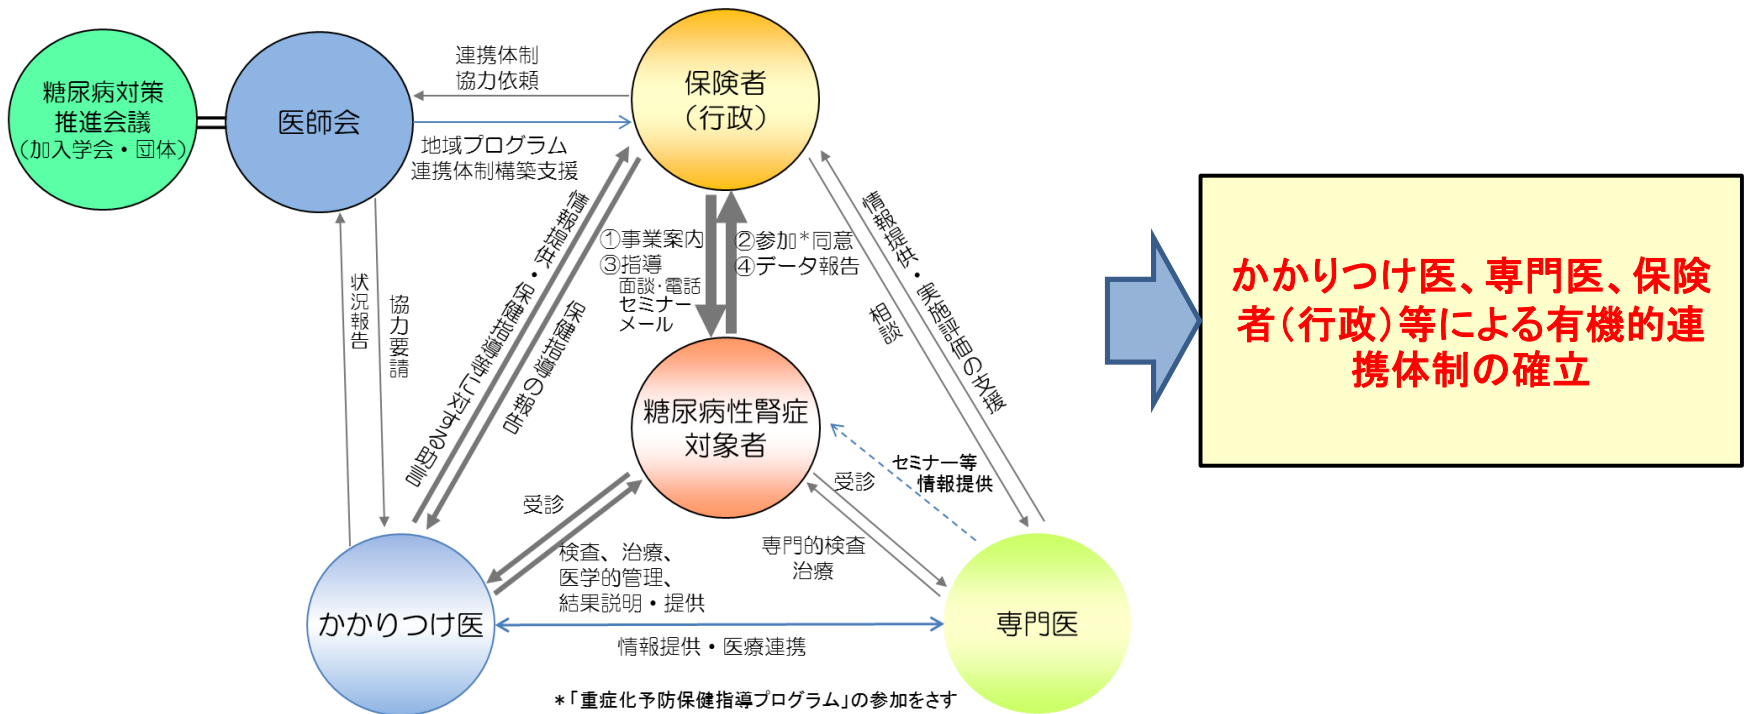 糖尿病対策
推進会議
(加入学会・団体)
医師会
連携体制
協力依頼
地域プログラム
連携体制構築支援
保険者
（行政）
情報提供・保健指導等に対する助言
保健指導の報告
①事業案内
③指導
面談・電話
セミナー
メール
②参加*同意
④データ報告
情報提供・実施評価の支援
相談
状況報告
協力要請
糖尿病性腎症
対象者
セミナー等
情報提供
受診
検査、治療、
医学的管理、
結果説明・提供
受診
専門的検査
治療
かかりつけ医
情報提供・医療連携
専門医
*「重症化予防保健指導プログラム」の参加をさす
かかりつけ医、専門医、保険
者（行政）等による有機的連
携体制の確立